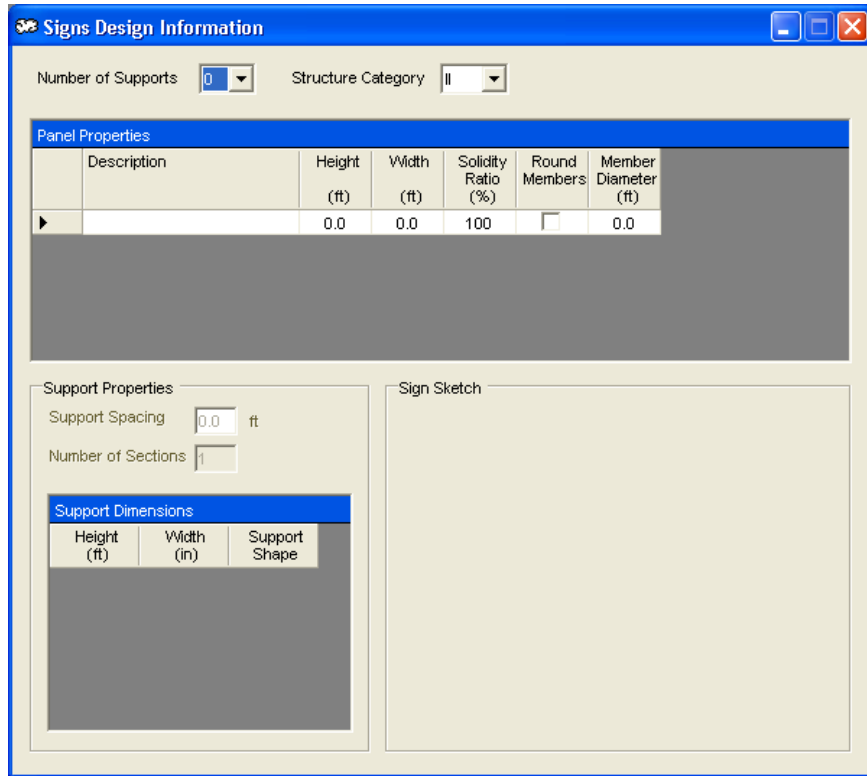 Signs Design Information
Number of Supports 0 Structure Category II
Panel Properties
Description Height (ft) Width (ft) Solidity Ratio (%) Round Members Member Diameter (ft)
0.0 0.0 100 0.0
Support Properties
Support Spacing 0.0 ft
Number of Sections 1
Support Dimensions
Height (ft) Width (in) Support Shape
Sign Sketch